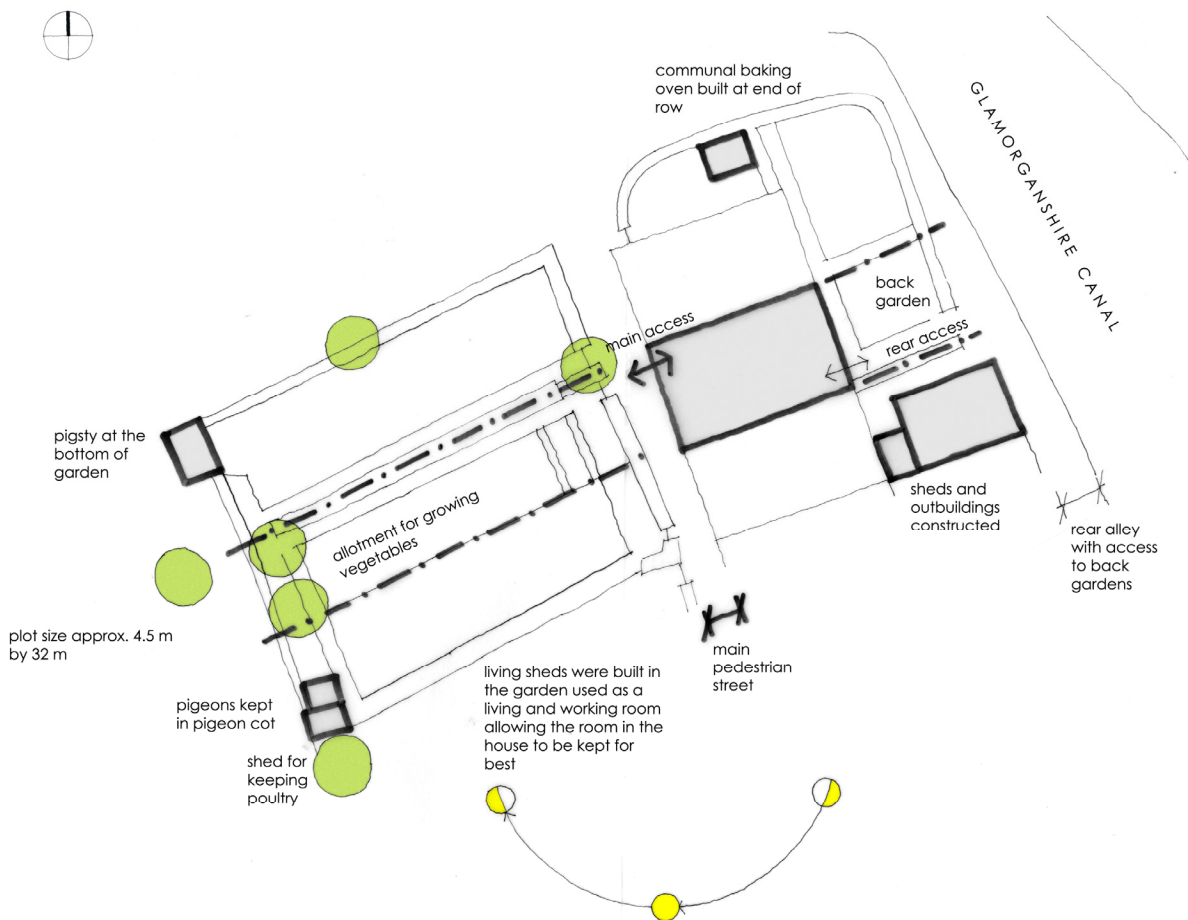 communal baking
oven built at end of
row
GLAMORGANSHIRE CANAL
back
garden
main access
rear access
pigsty at the
bottom of
garden
allotment for growing
vegetables
sheds and
outbuildings
constructed
rear alley
with access
to back
gardens
plot size approx. 4.5 m
by 32 m
main
pedestrian
street
living sheds were built in
the garden used as a
living and working room
allowing the room in the
house to be kept for
best
pigeons kept
in pigeon cot
shed for
keeping
poultry